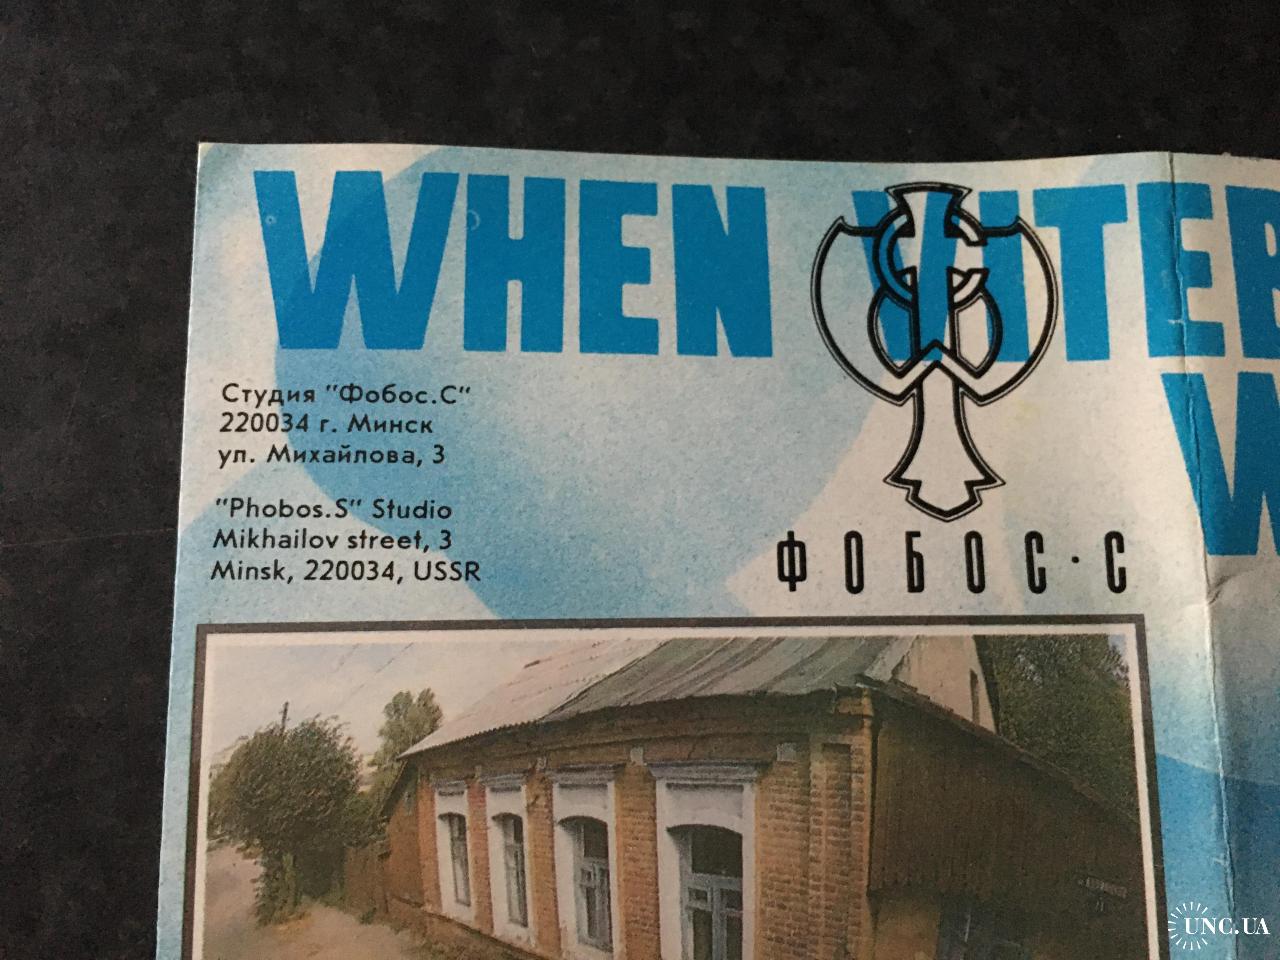 WHEN
Студия "Фобос.С"
220034 г. Минск
ул. Михайлова, 3
"Phobos.S" Studio
Mikhailov street, 3
Minsk, 220034, USSR
ФОБОС·С
UNC.UA